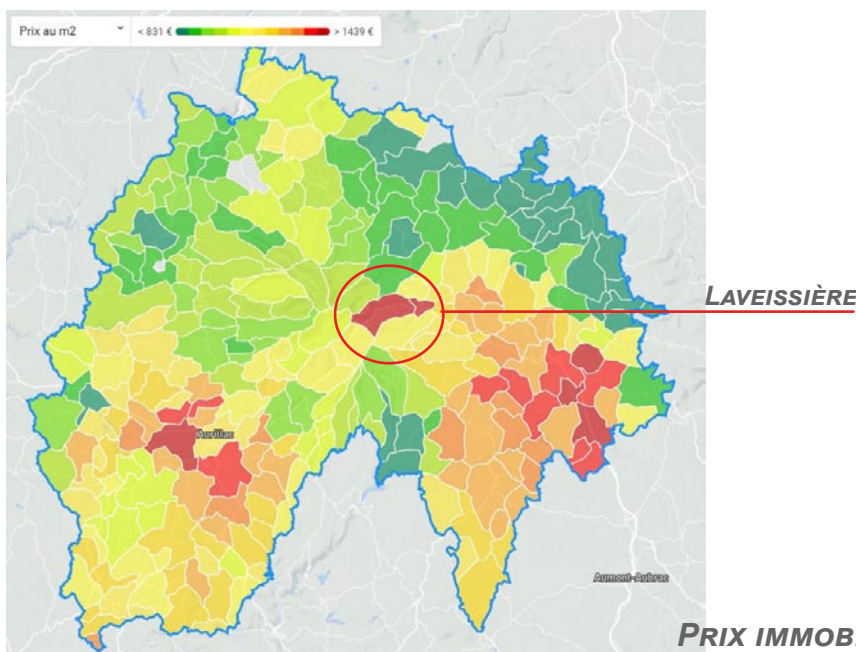 Prix au m2 < 831 € > 1439 €
LAVEISSIÈRE
Aurillac
Aumont-Aubrac
PRIX IMMOB